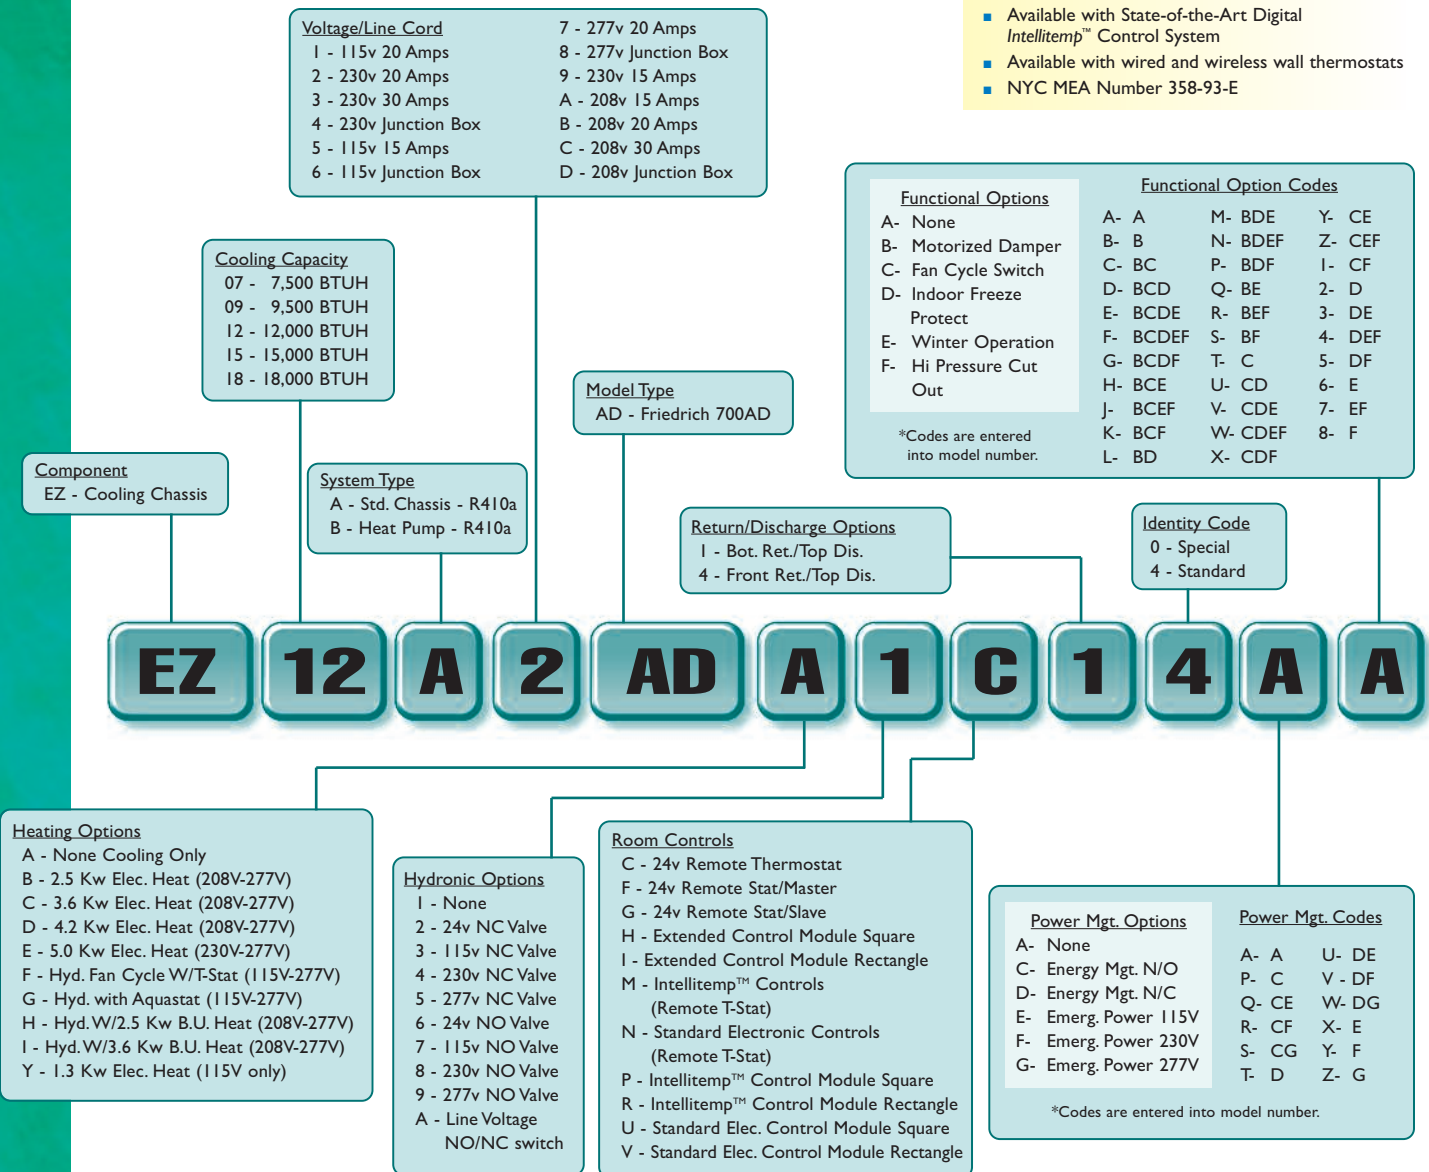 Available with State-of-the-Art Digital
Intellitemp™ Control System
Available with wired and wireless wall thermostats
NYC MEA Number 358-93-E
Voltage/Line Cord
1 - 115v 20 Amps
2 - 230v 20 Amps
3 - 230v 30 Amps
4 - 230v Junction Box
5 - 115v 15 Amps
6 - 115v Junction Box
7 - 277v 20 Amps
8 - 277v Junction Box
9 - 230v 15 Amps
A - 208v 15 Amps
B - 208v 20 Amps
C - 208v 30 Amps
D - 208v Junction Box
Functional Options
A- None
B- Motorized Damper
C- Fan Cycle Switch
D- Indoor Freeze
Protect
E- Winter Operation
F- Hi Pressure Cut
Out
*Codes are entered
into model number.
Functional Option Codes
A- A
B- B
C- BC
D- BCD
E- BCDE
F- BCDEF
G- BCDF
H- BCE
J- BCEF
K- BCF
L- BD
M- BDE
N- BDEF
P- BDF
Q- BE
R- BEF
S- BF
T- C
U- CD
V- CDE
W- CDEF
X- CDF
Y- CE
Z- CEF
1- CF
2- D
3- DE
4- DEF
5- DF
6- E
7- EF
8- F
Cooling Capacity
07 - 7,500 BTUH
09 - 9,500 BTUH
12 - 12,000 BTUH
15 - 15,000 BTUH
18 - 18,000 BTUH
Model Type
AD - Friedrich 700AD
Component
EZ - Cooling Chassis
System Type
A - Std. Chassis - R410a
B - Heat Pump - R410a
Return/Discharge Options
1 - Bot. Ret./Top Dis.
4 - Front Ret./Top Dis.
Identity Code
0 - Special
4 - Standard
EZ 12 A 2 AD A 1 C 1 4 A A
Heating Options
A - None Cooling Only
B - 2.5 Kw Elec. Heat (208V-277V)
C - 3.6 Kw Elec. Heat (208V-277V)
D - 4.2 Kw Elec. Heat (208V-277V)
E - 5.0 Kw Elec. Heat (230V-277V)
F - Hyd. Fan Cycle W/T-Stat (115V-277V)
G - Hyd. with Aquastat (115V-277V)
H - Hyd. W/2.5 Kw B.U. Heat (208V-277V)
I - Hyd. W/3.6 Kw B.U. Heat (208V-277V)
Y - 1.3 Kw Elec. Heat (115V only)
Hydronic Options
1 - None
2 - 24v NC Valve
3 - 115v NC Valve
4 - 230v NC Valve
5 - 277v NC Valve
6 - 24v NO Valve
7 - 115v NO Valve
8 - 230v NO Valve
9 - 277v NO Valve
A - Line Voltage
NO/NC switch
Room Controls
C - 24v Remote Thermostat
F - 24v Remote Stat/Master
G - 24v Remote Stat/Slave
H - Extended Control Module Square
I - Extended Control Module Rectangle
M - Intellitemp™ Controls
(Remote T-Stat)
N - Standard Electronic Controls
(Remote T-Stat)
P - Intellitemp™ Control Module Square
R - Intellitemp™ Control Module Rectangle
U - Standard Elec. Control Module Square
V - Standard Elec. Control Module Rectangle
Power Mgt. Options
A- None
C- Energy Mgt. N/O
D- Energy Mgt. N/C
E- Emerg. Power 115V
F- Emerg. Power 230V
G- Emerg. Power 277V
Power Mgt. Codes
A- A
P- C
Q- CE
R- CF
S- CG
T- D
U- DE
V - DF
W- DG
X- E
Y- F
Z- G
*Codes are entered into model number.